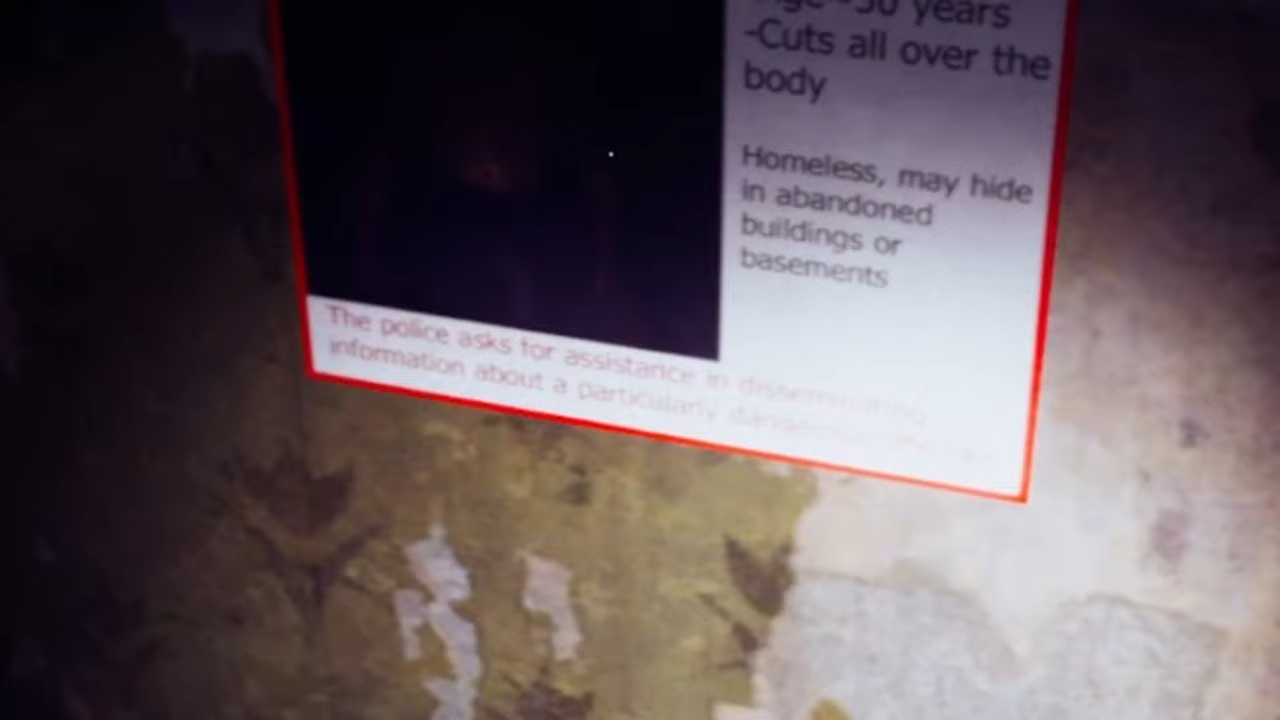 years
-Cuts all over the
body
Homeless, may hide
in abandoned
buildings or
basements
The police asks for assistance in disseminating
information about a particularly dangerous